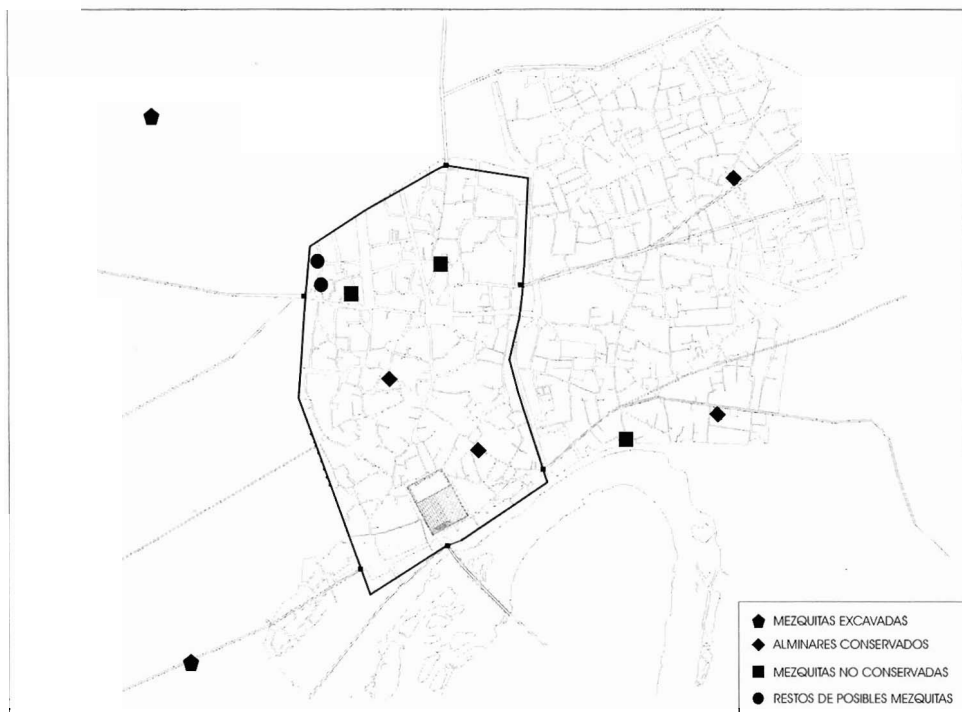 MEZQUITAS EXCAVADAS
ALMINARES CONSERVADOS
MEZQUITAS NO CONSERVADAS
RESTOS DE POSIBLES MEZQUITAS